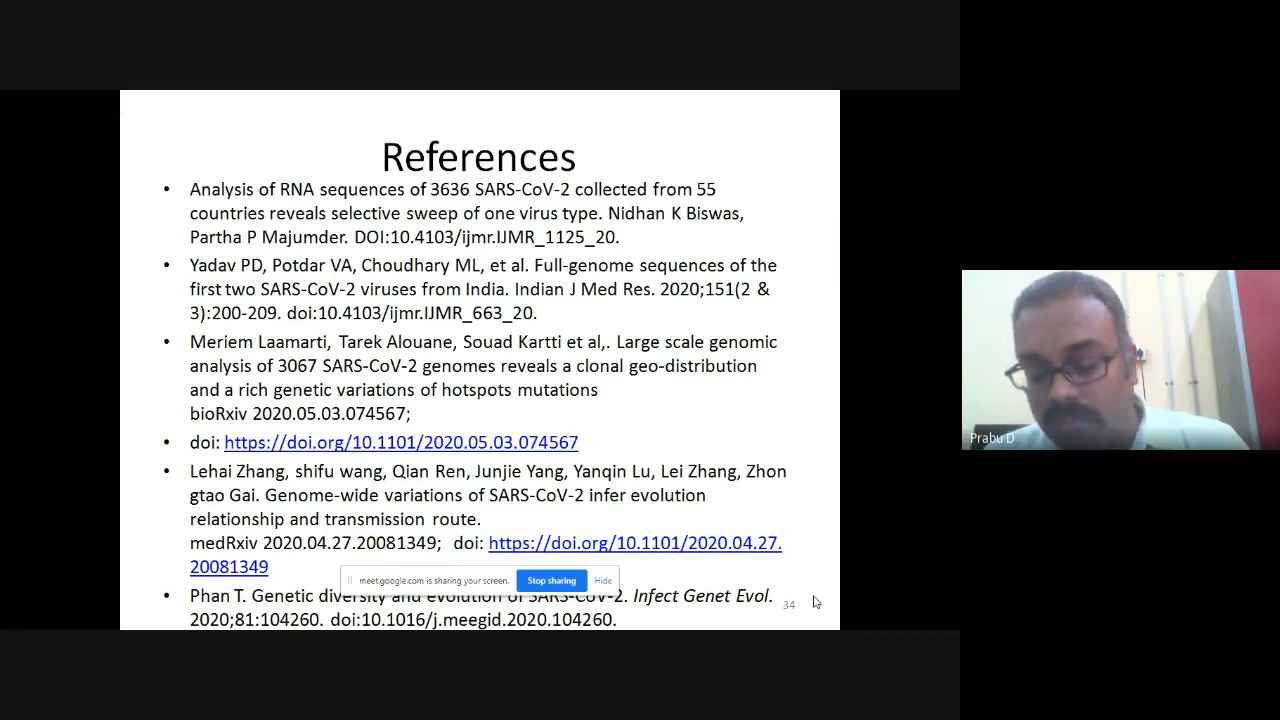 References
• Analysis of RNA sequences of 3636 SARS-CoV-2 collected from 55
countries reveals selective sweep of one virus type. Nidhan K Biswas,
Partha P Majumder. DOI:10.4103/ijmr.IJMR_1125_20.
• Yadav PD, Potdar VA, Choudhary ML, et al. Full-genome sequences of the
first two SARS-CoV-2 viruses from India. Indian J Med Res. 2020;151(2 &
3):200-209. doi:10.4103/ijmr.IJMR_663_20.
• Meriem Laamarti, Tarek Alouane, Souad Kartti et al,. Large scale genomic
analysis of 3067 SARS-CoV-2 genomes reveals a clonal geo-distribution
and a rich genetic variations of hotspots mutations
bioRxiv 2020.05.03.074567;
• doi: https://doi.org/10.1101/2020.05.03.074567
• Lehai Zhang, shifu wang, Qian Ren, Junjie Yang, Yanqin Lu, Lei Zhang, Zhon
gtao Gai. Genome-wide variations of SARS-CoV-2 infer evolution
relationship and transmission route.
medRxiv 2020.04.27.20081349; doi: https://doi.org/10.1101/2020.04.27.
20081349
meet.google.com is sharing your screen. Stop sharing Hide
• Phan T. Genetic diversity and evolution of SARS-CoV-2. Infect Genet Evol.
2020;81:104260. doi:10.1016/j.meegid.2020.104260.
34
Prabu D